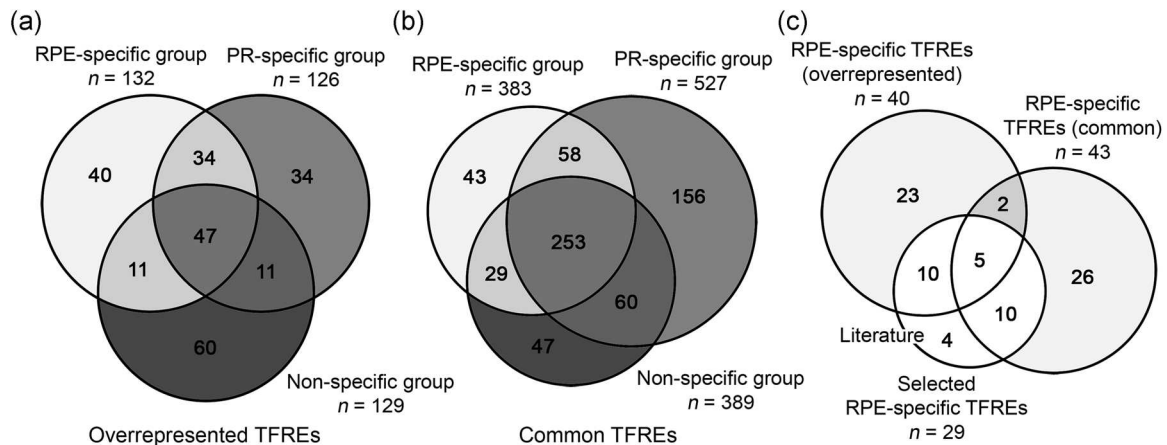 (a)
RPE-specific group
n = 132
PR-specific group
n = 126
40
34
34
47
11
11
60
Non-specific group
n = 129
Overrepresented TFREs
(b)
RPE-specific group
n = 383
PR-specific group
n = 527
43
58
156
253
29
60
47
Non-specific group
n = 389
Common TFREs
(c)
RPE-specific TFREs
(overrepresented)
n = 40
RPE-specific
TFREs (common)
n = 43
23
2
10
5
26
10
4
Literature
Selected
RPE-specific TFREs
n = 29